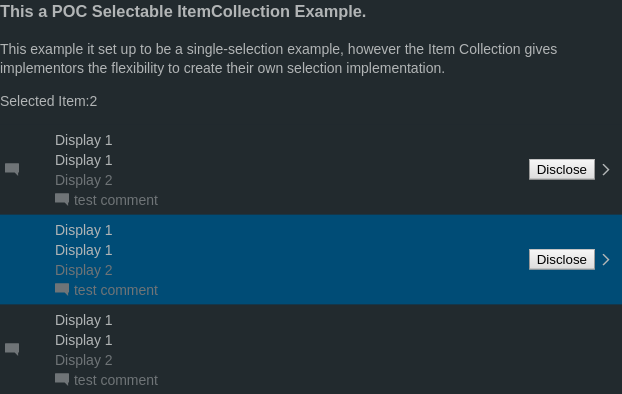 This a POC Selectable ItemCollection Example.
This example it set up to be a single-selection example, however the Item Collection gives
implementors the flexibility to create their own selection implementation.
Selected Item:2
Display 1
Display 1
Disclose
Display 2
test comment
Display 1
Display 1
Disclose
Display 2
test comment
Display 1
Display 1
Display 2
test comment